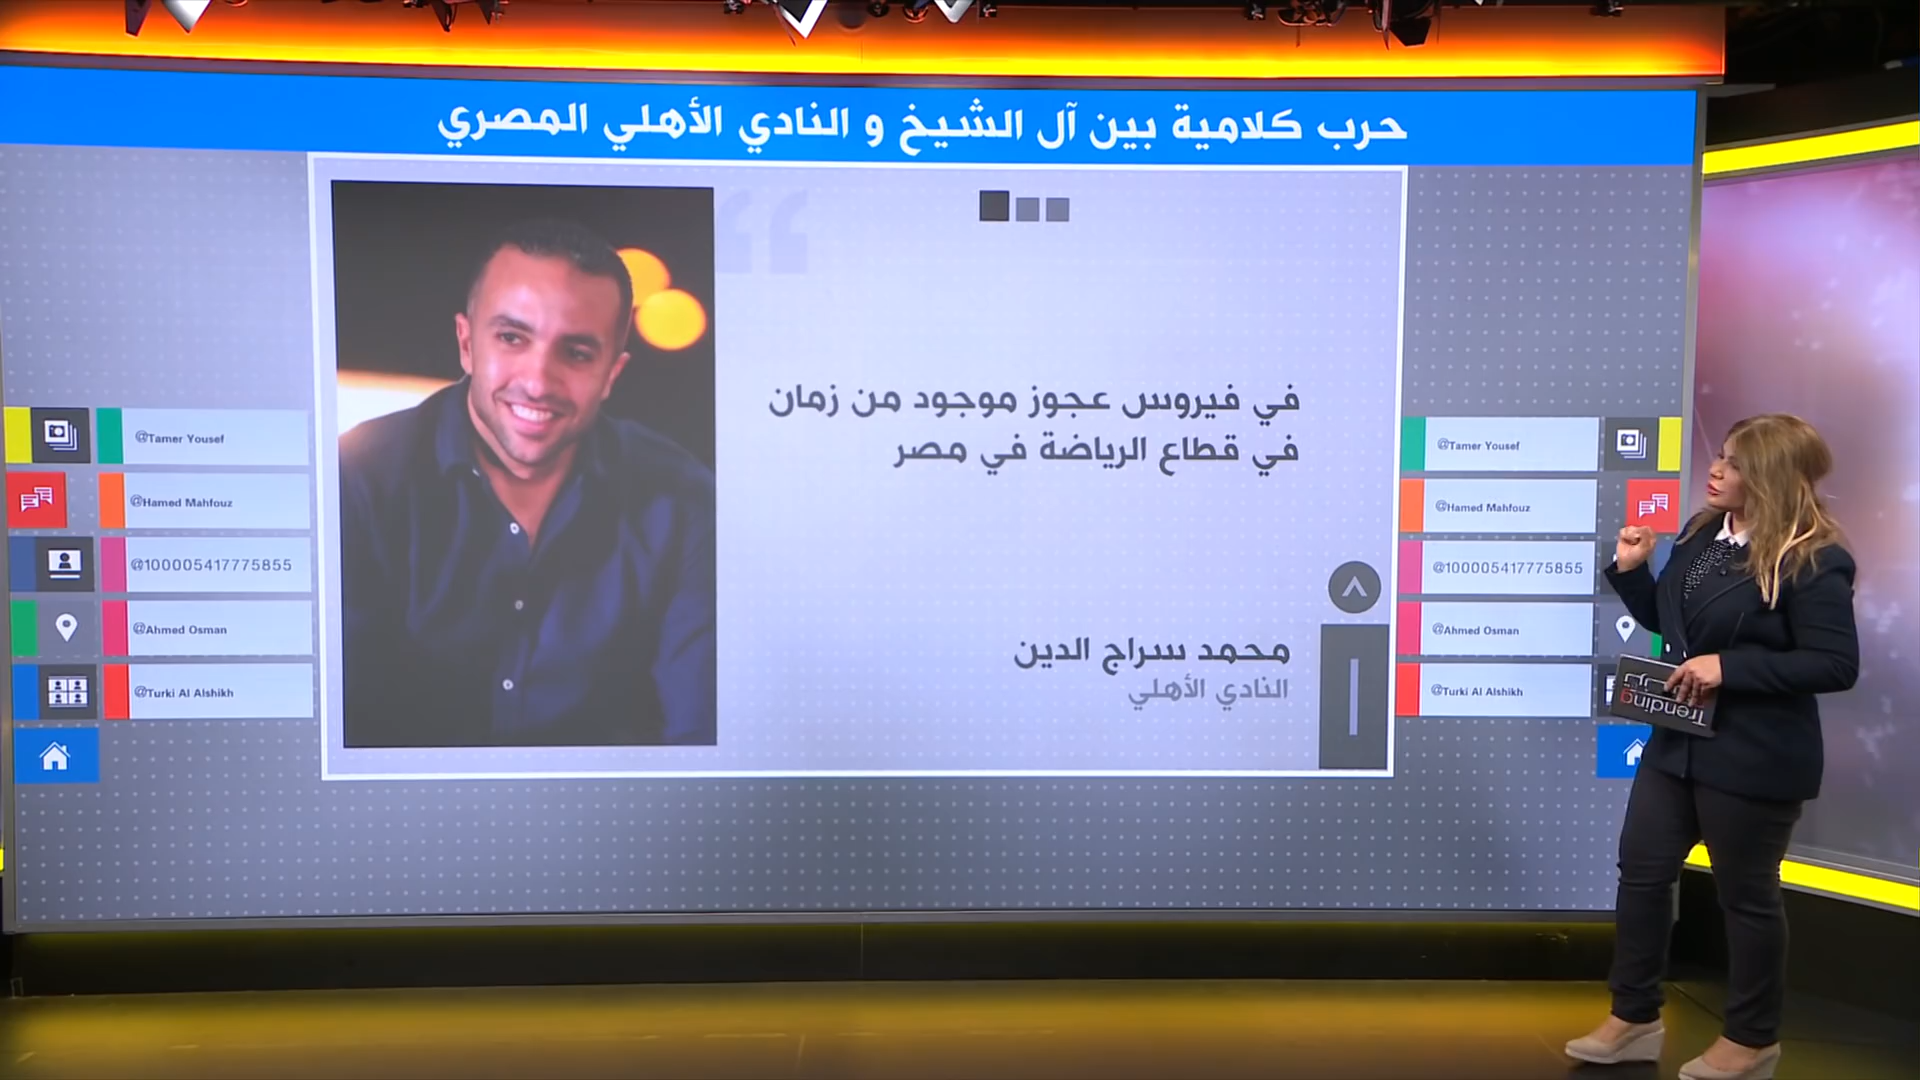 حرب كلامية بين آل الشيخ و النادي الأهلي المصري
في فيروس عجوز موجود من زمان
في قطاع الرياضة في مصر
محمد سراج الدين
النادي الأهلي
@Tamer Yousef
@Hamed Mahfouz
@100005417775855
@Ahmed Osman
@Turki Al Alshikh
@Tamer Yousef
@Hamed Mahfouz
@100005417775855
@Ahmed Osman
@Turki Al Alshikh
Trending